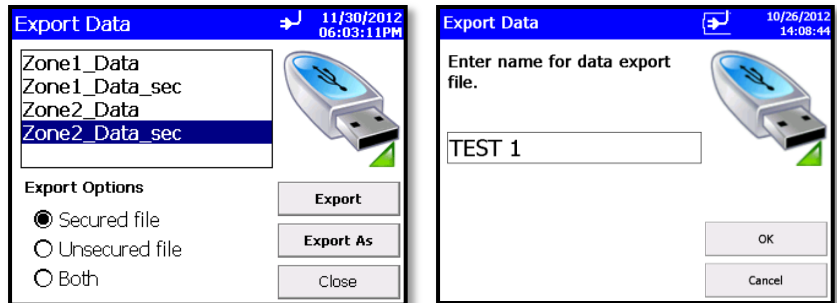 Export Data
11/30/2012
06:03:11PM
Zone1_Data
Zone1_Data_sec
Zone2_Data
Zone2_Data_sec
Export Options
Secured file
Unsecured file
Both
Export
Export As
Close
Export Data
10/26/2012
14:08:44
Enter name for data export
file.
TEST 1
OK
Cancel